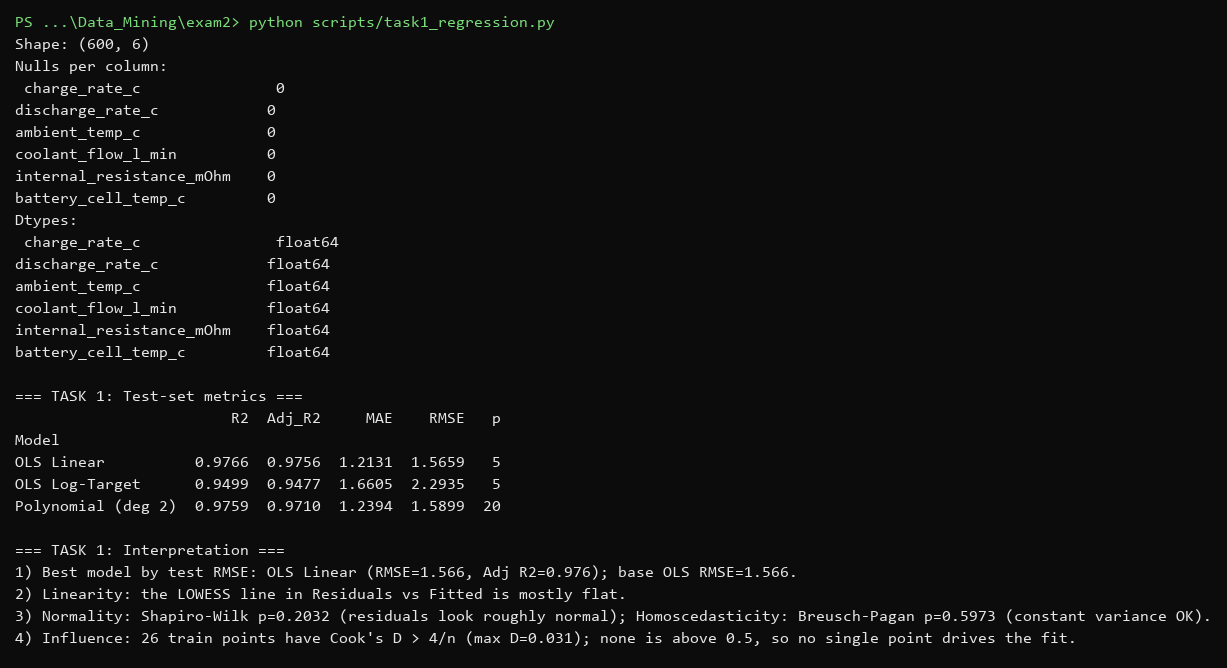 PS ...\Data_Mining\exam2> python scripts/task1_regression.py
Shape: (600, 6)
Nulls per column:
 charge_rate_c               0
discharge_rate_c            0
ambient_temp_c              0
coolant_flow_l_min          0
internal_resistance_mOhm    0
battery_cell_temp_c         0
Dtypes:
 charge_rate_c               float64
discharge_rate_c            float64
ambient_temp_c              float64
coolant_flow_l_min          float64
internal_resistance_mOhm    float64
battery_cell_temp_c         float64

=== TASK 1: Test-set metrics ===
                        R2  Adj_R2     MAE    RMSE   p
Model
OLS Linear          0.9766  0.9756  1.2131  1.5659   5
OLS Log-Target      0.9499  0.9477  1.6605  2.2935   5
Polynomial (deg 2)  0.9759  0.9710  1.2394  1.5899  20

=== TASK 1: Interpretation ===
1) Best model by test RMSE: OLS Linear (RMSE=1.566, Adj R2=0.976); base OLS RMSE=1.566.
2) Linearity: the LOWESS line in Residuals vs Fitted is mostly flat.
3) Normality: Shapiro-Wilk p=0.2032 (residuals look roughly normal); Homoscedasticity: Breusch-Pagan p=0.5973 (constant variance OK).
4) Influence: 26 train points have Cook's D > 4/n (max D=0.031); none is above 0.5, so no single point drives the fit.